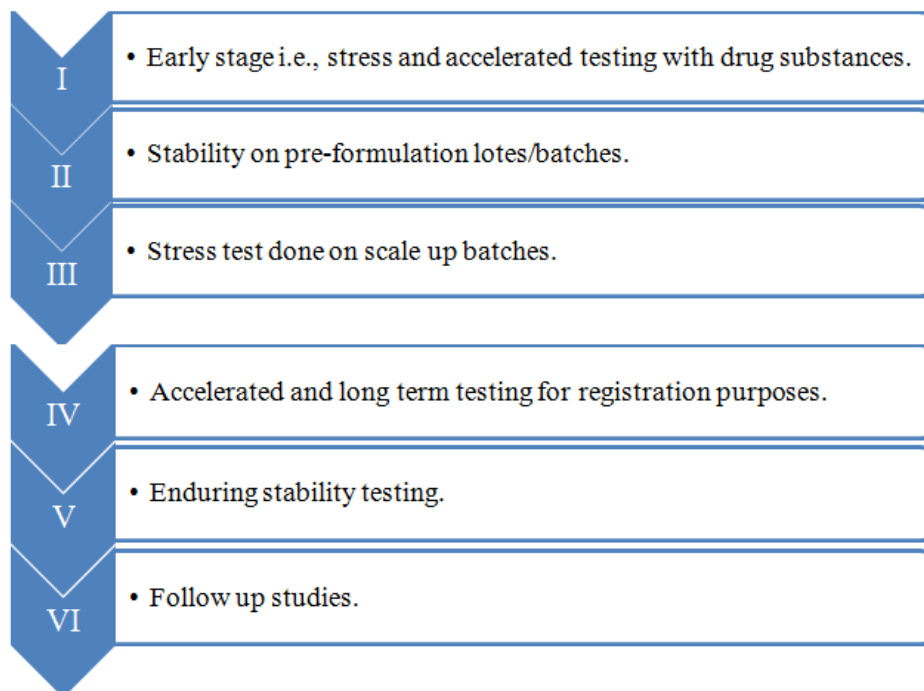 I
• Early stage i.e., stress and accelerated testing with drug substances.
II
• Stability on pre-formulation lotes/batches.
III
• Stress test done on scale up batches.
IV
• Accelerated and long term testing for registration purposes.
V
• Enduring stability testing.
VI
• Follow up studies.